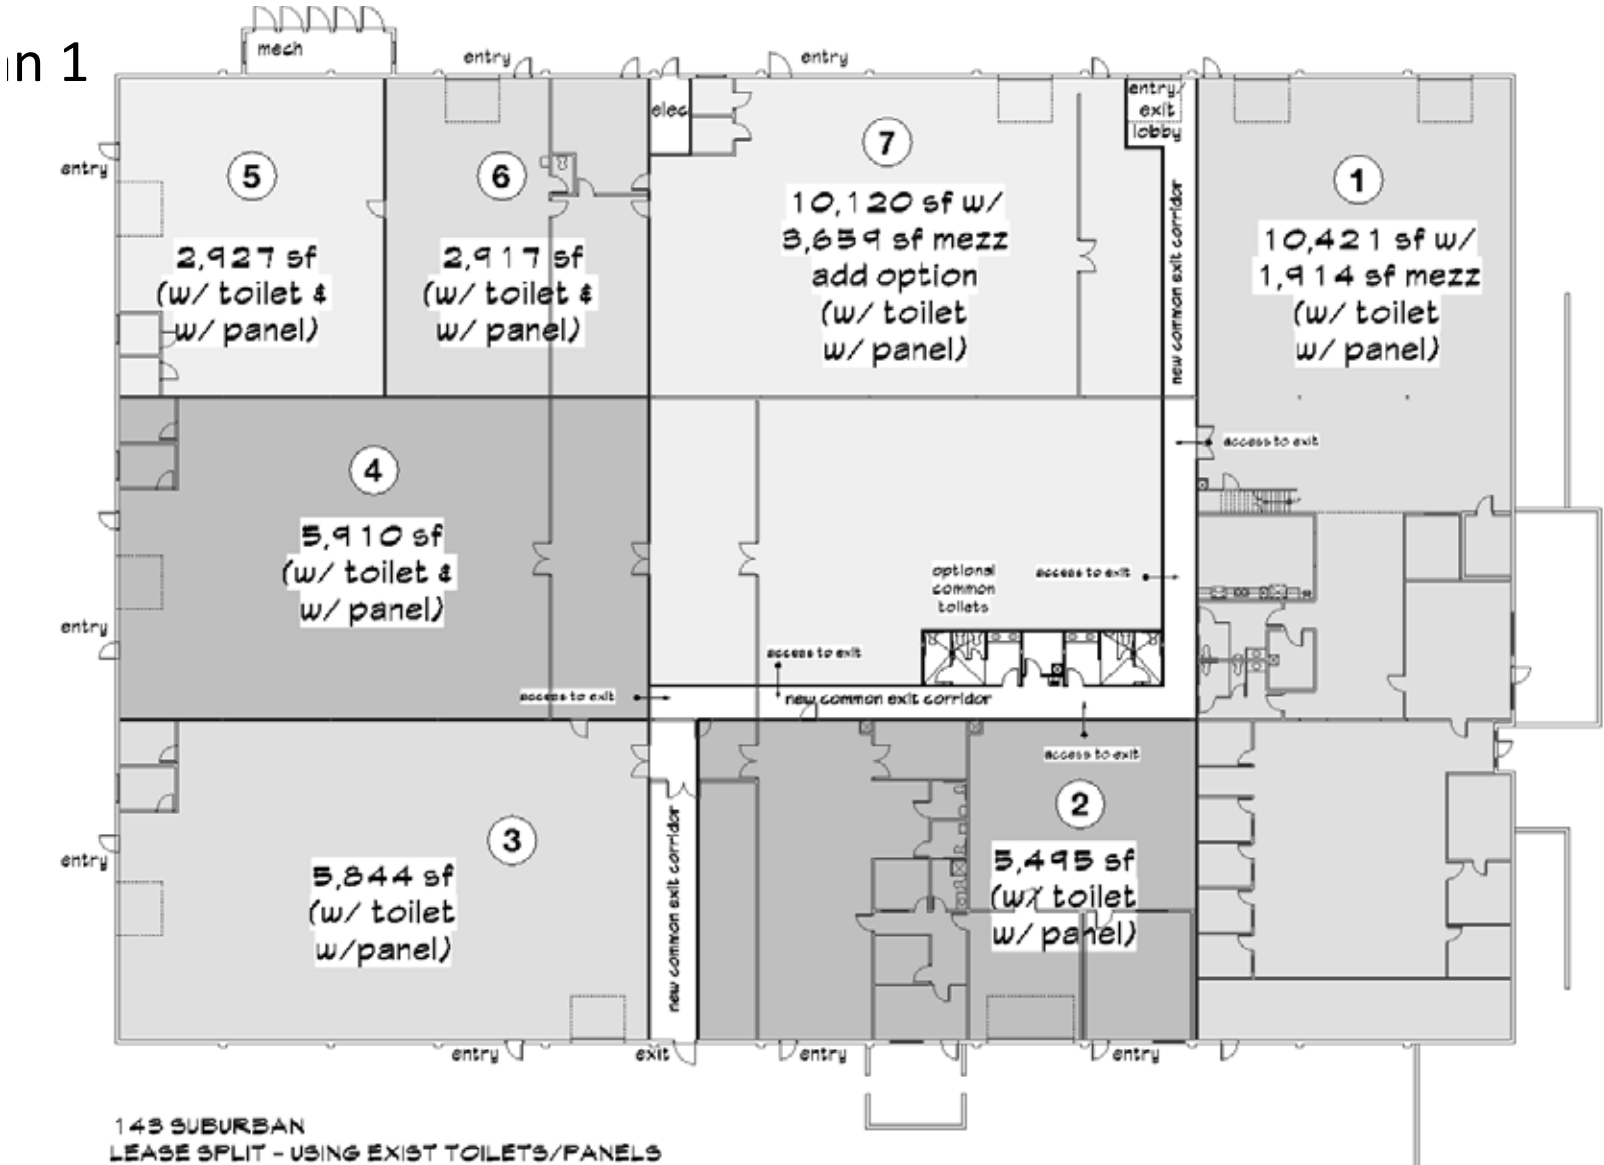 n 1
mech
entry
entry
entry
entry/
exit
lobby
elec
entry
5
2,927 sf
(w/ toilet &
w/ panel)
6
2,917 sf
(w/ toilet &
w/ panel)
7
10,120 sf w/
3,659 sf mezz
add option
(w/ toilet
w/ panel)
new common exit corridor
1
10,421 sf w/
1,914 sf mezz
(w/ toilet
w/ panel)
access to exit
4
5,910 sf
(w/ toilet &
w/ panel)
entry
optional
common
toilets
access to exit
access to exit
access to exit
new common exit corridor
access to exit
3
5,844 sf
(w/ toilet
w/panel)
entry
new common exit corridor
2
5,495 sf
(w/ toilet
w/ panel)
entry
exit
entry
entry
143 SUBURBAN
LEASE SPLIT - USING EXIST TOILETS/PANELS